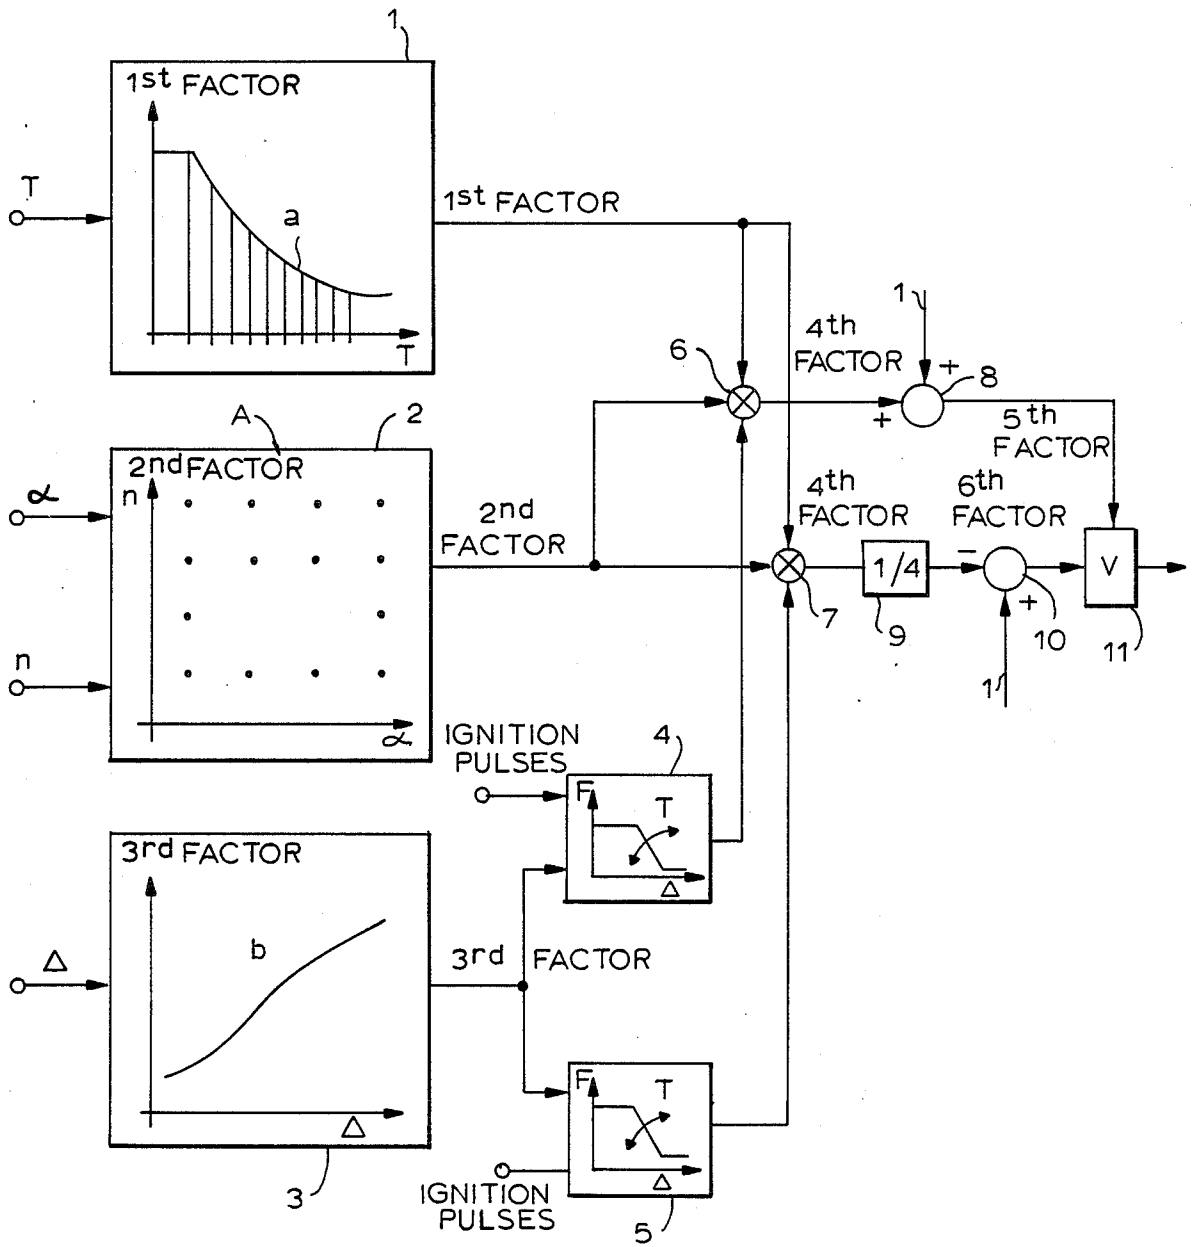 1
1st FACTOR
T
a
T
1st FACTOR
6
4th
FACTOR
1
+
8
+
5th
FACTOR
A
2
2nd FACTOR
n
α
n
α
2nd
FACTOR
4th
FACTOR
7
1/4
9
6th
FACTOR
−
+
10
1
V
11
IGNITION
PULSES
4
F
T
Δ
3rd FACTOR
Δ
b
Δ
3
3rd FACTOR
F
T
Δ
IGNITION
PULSES
5